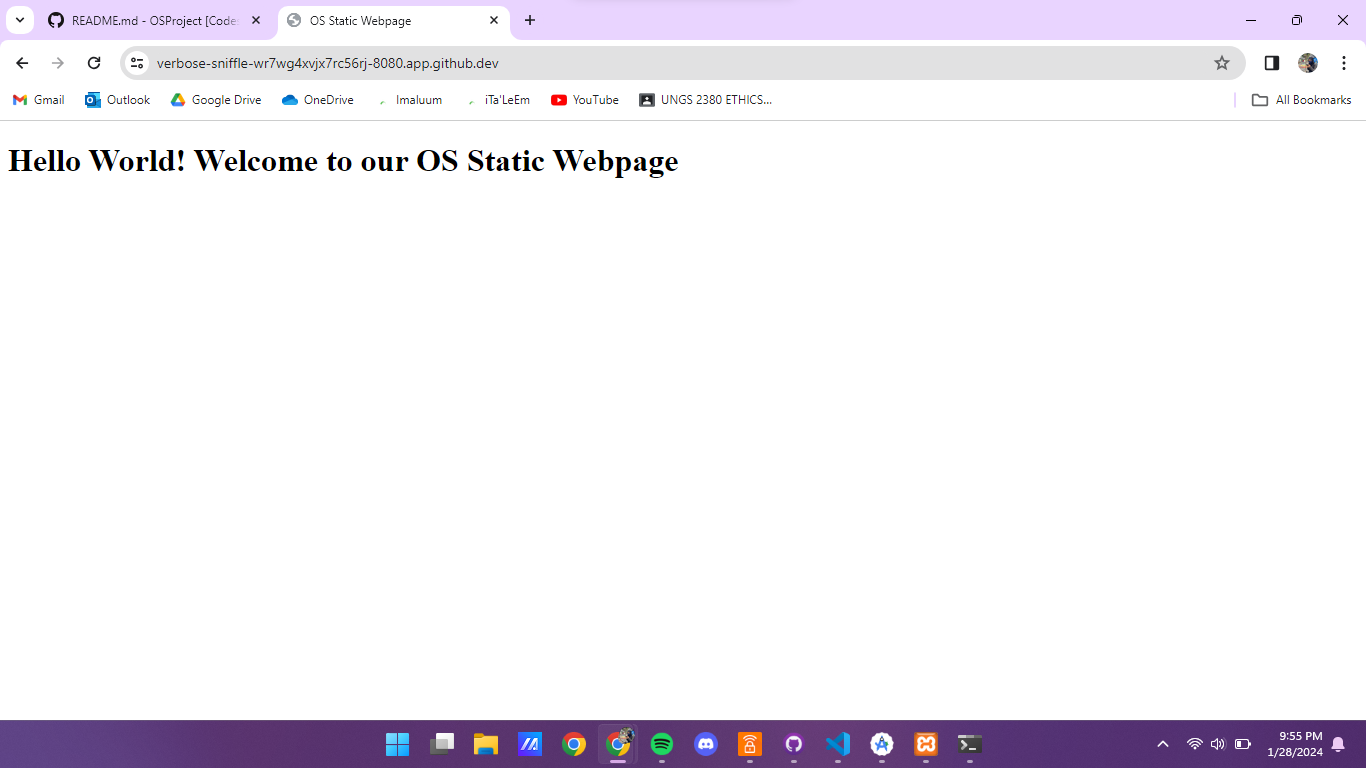 README.md - OSProject [Codes
OS Static Webpage
verbose-sniffle-wr7wg4xvjx7rc56rj-8080.app.github.dev
Gmail Outlook Google Drive OneDrive Imaluum iTa'LeEm YouTube UNGS 2380 ETHICS... All Bookmarks
Hello World! Welcome to our OS Static Webpage
9:55 PM
1/28/2024